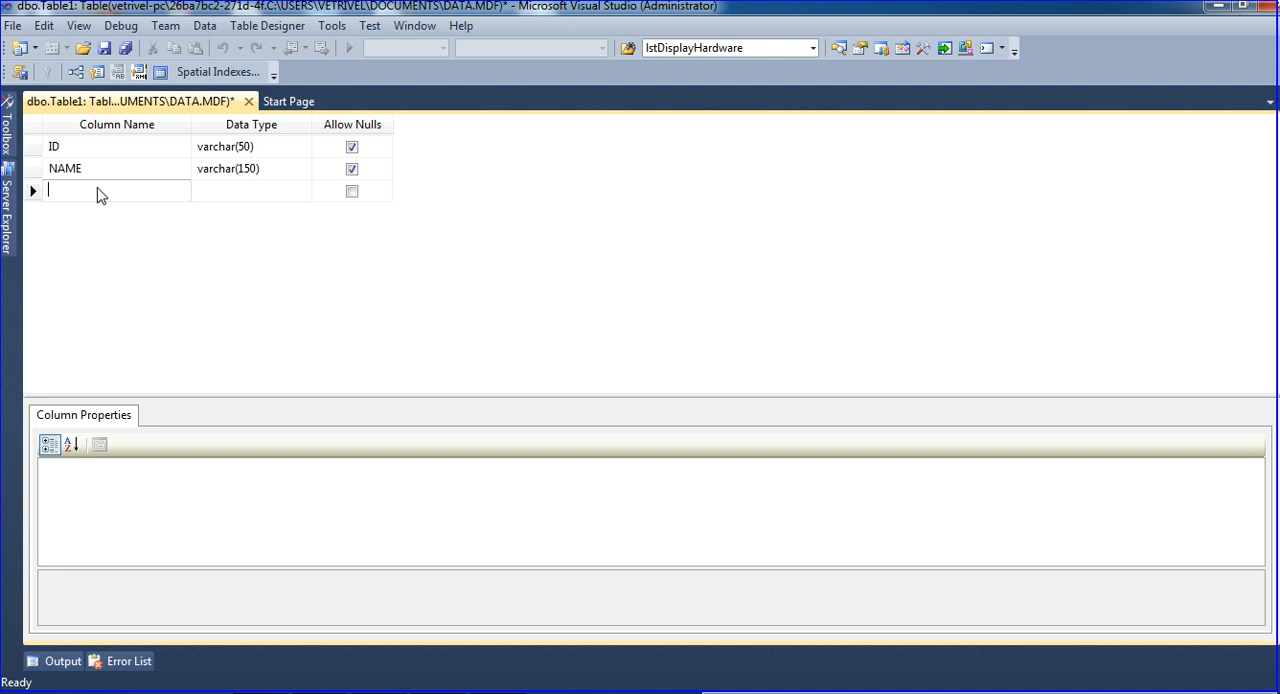 dbo.Table1: Table(vetrivel-pc\26ba7bc2-271d-4f.C:\USERS\VETRIVEL\DOCUMENTS\DATA.MDF)* - Microsoft Visual Studio (Administrator)
File Edit View Debug Team Data Table Designer Tools Test Window Help
lstDisplayHardware
Spatial Indexes...
dbo.Table1: Tabl...UMENTS\DATA.MDF)* Start Page
Toolbox
Server Explorer
Column Name Data Type Allow Nulls
ID varchar(50)
NAME varchar(150)
Column Properties
Output Error List
Ready